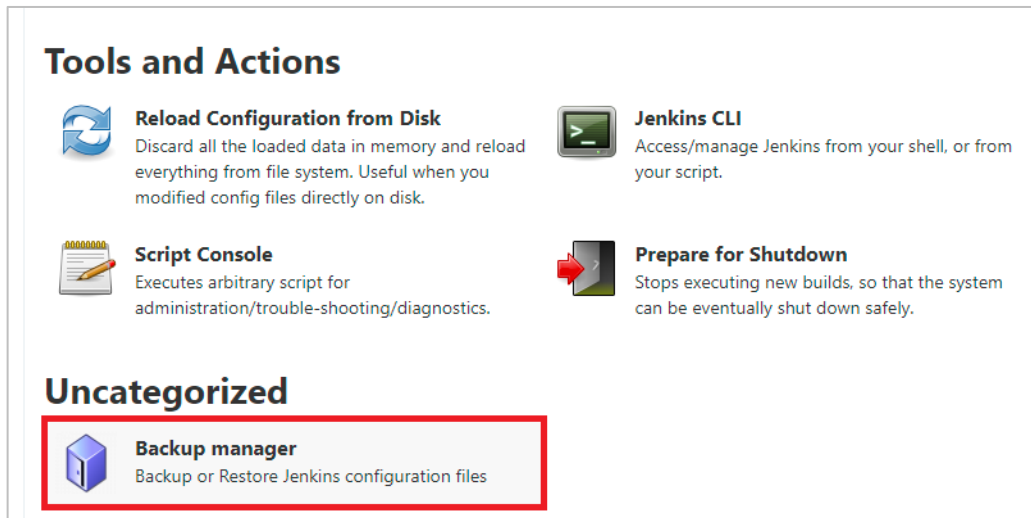 Tools and Actions
Reload Configuration from Disk
Discard all the loaded data in memory and reload
everything from file system. Useful when you
modified config files directly on disk.
Jenkins CLI
Access/manage Jenkins from your shell, or from
your script.
Script Console
Executes arbitrary script for
administration/trouble-shooting/diagnostics.
Prepare for Shutdown
Stops executing new builds, so that the system
can be eventually shut down safely.
Uncategorized
Backup manager
Backup or Restore Jenkins configuration files